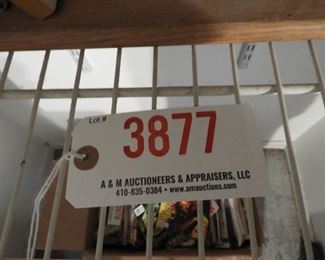 Lot #
3877
A & M AUCTIONEERS & APPRAISERS, LLC
410-835-0384 • www.amauctions.com